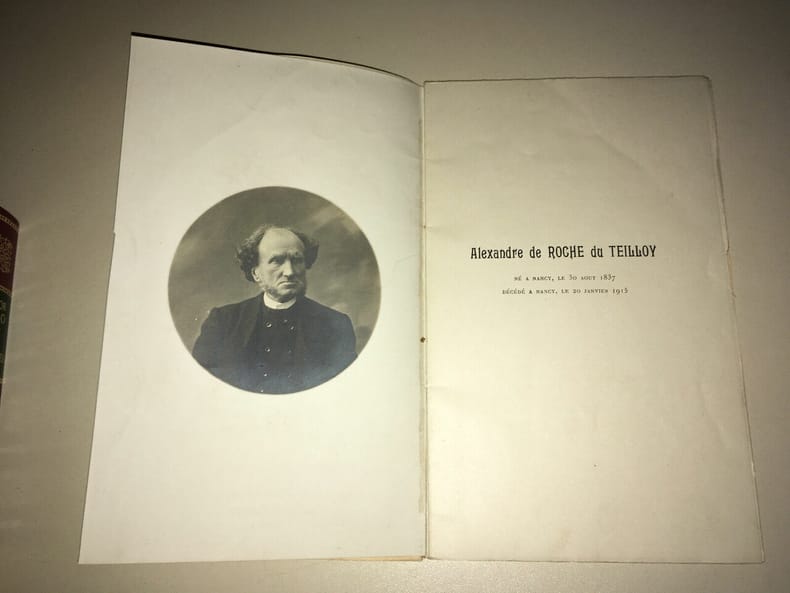 Alexandre de ROCHE du TEILLOY
NÉ A NANCY, LE 30 AOUT 1837
DÉCÉDÉ A NANCY, LE 20 JANVIER 1915